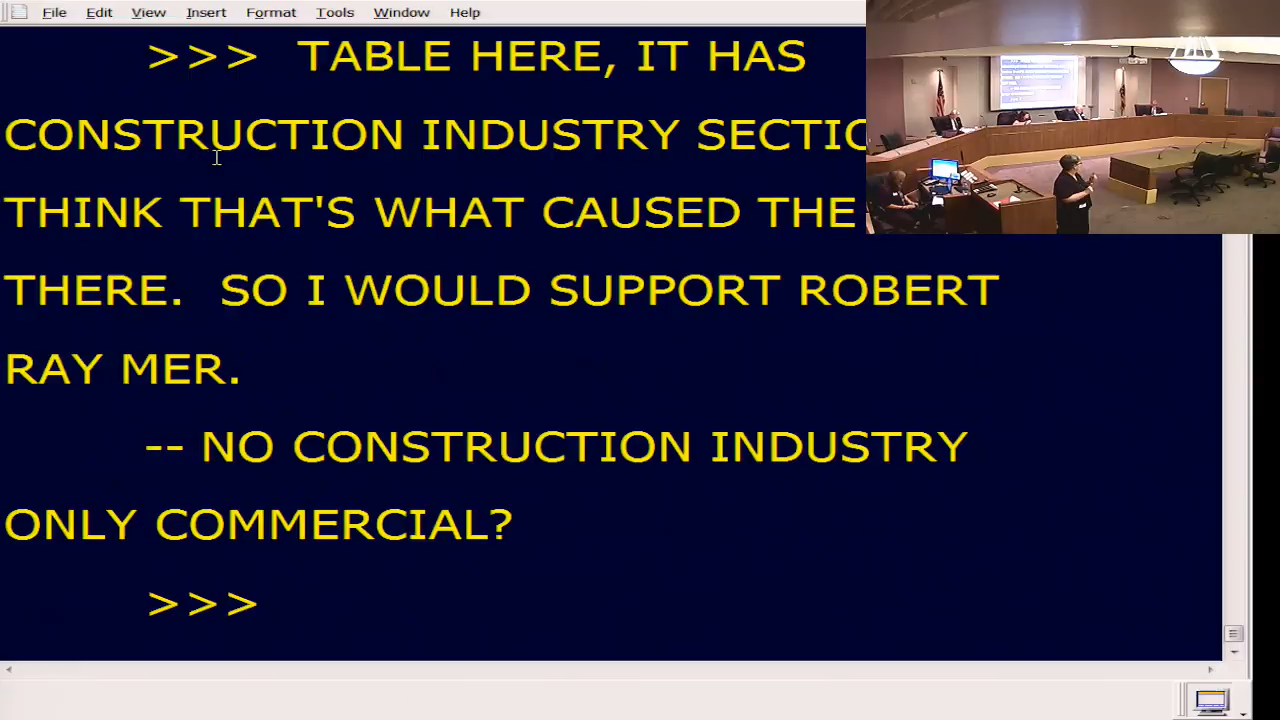 File Edit View Insert Format Tools Window Help
>>> TABLE HERE, IT HAS
CONSTRUCTION INDUSTRY
THINK THAT'S WHAT CAUSED THE
THERE. SO I WOULD SUPPORT ROBERT
RAY MER.
-- NO CONSTRUCTION INDUSTRY
ONLY COMMERCIAL?
>>>